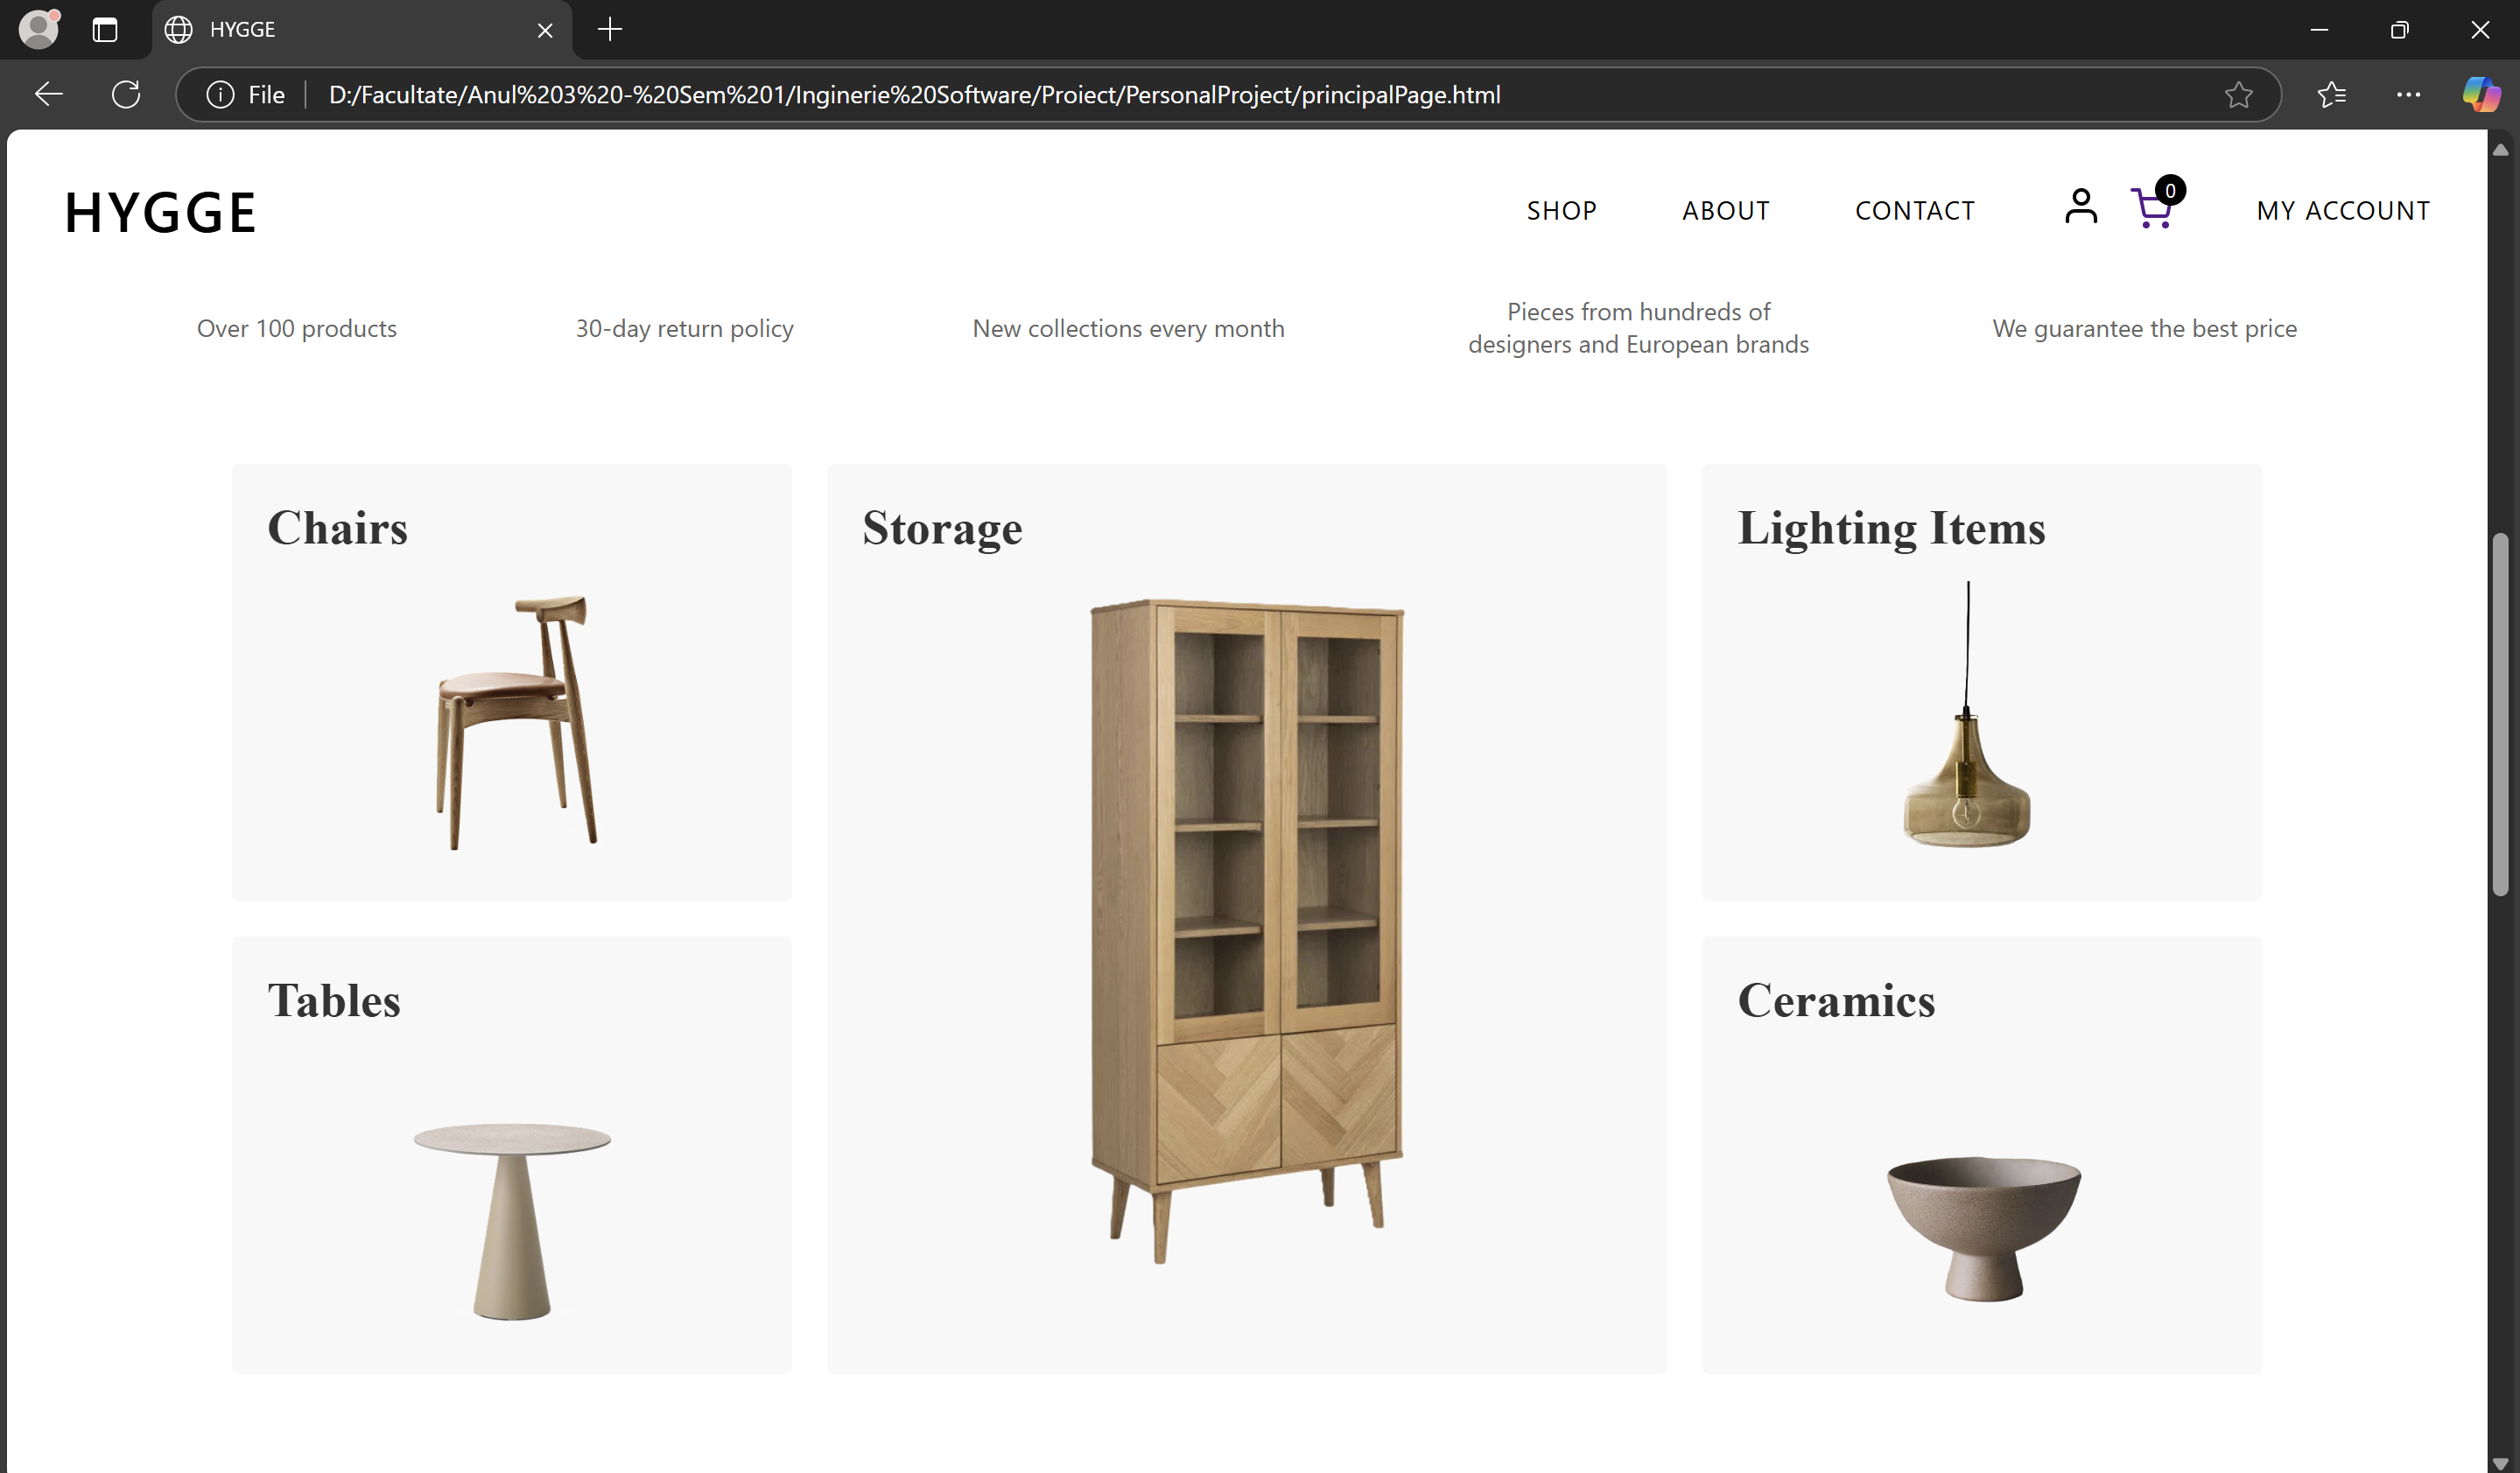 HYGGE
File
D:/Facultate/Anul%203%20-%20Sem%201/Inginerie%20Software/Proiect/PersonalProject/principalPage.html
HYGGE
SHOP
ABOUT
CONTACT
0
MY ACCOUNT
Over 100 products
30-day return policy
New collections every month
Pieces from hundreds of
designers and European brands
We guarantee the best price
Chairs
Storage
Lighting Items
Tables
Ceramics